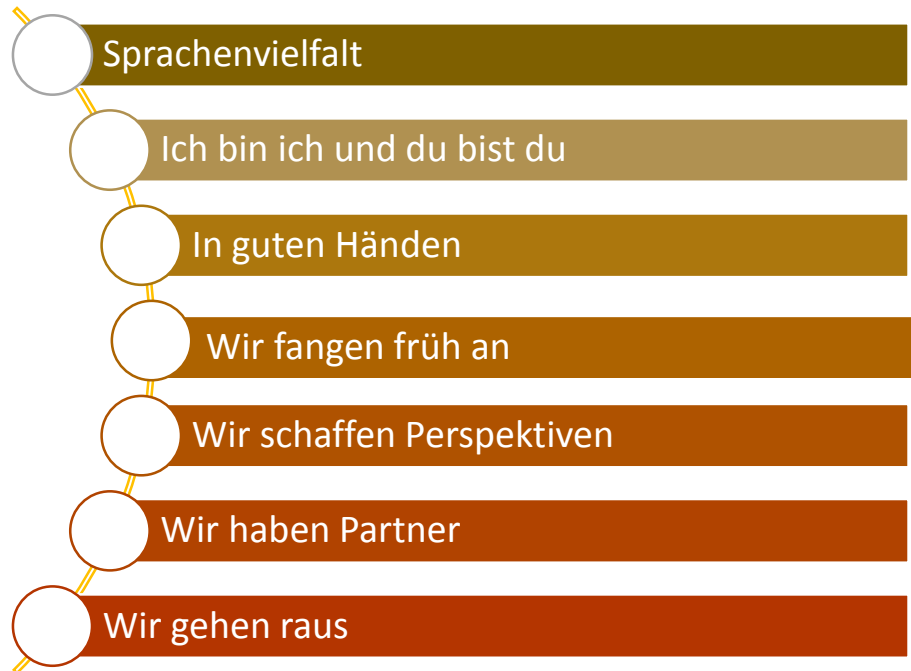 Sprachenvielfalt
Ich bin ich und du bist du
In guten Händen
Wir fangen früh an
Wir schaffen Perspektiven
Wir haben Partner
Wir gehen raus